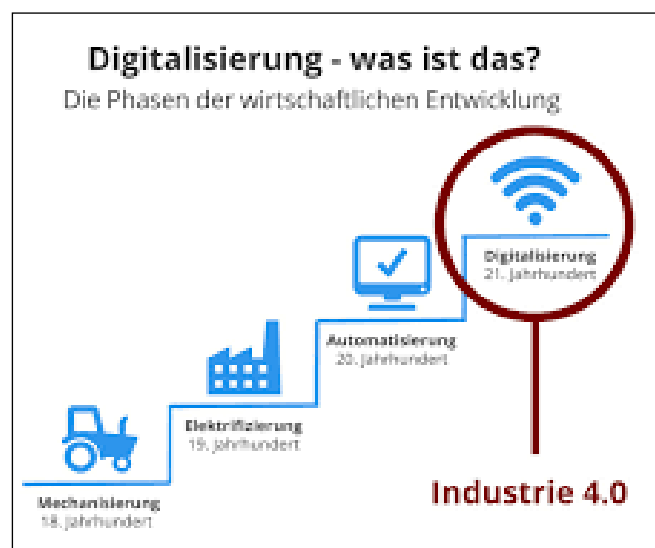 Digitalisierung - was ist das?
Die Phasen der wirtschaftlichen Entwicklung
Digitalisierung
21. Jahrhundert
Automatisierung
20. Jahrhundert
Elektrifizierung
19. Jahrhundert
Mechanisierung
18. Jahrhundert
Industrie 4.0